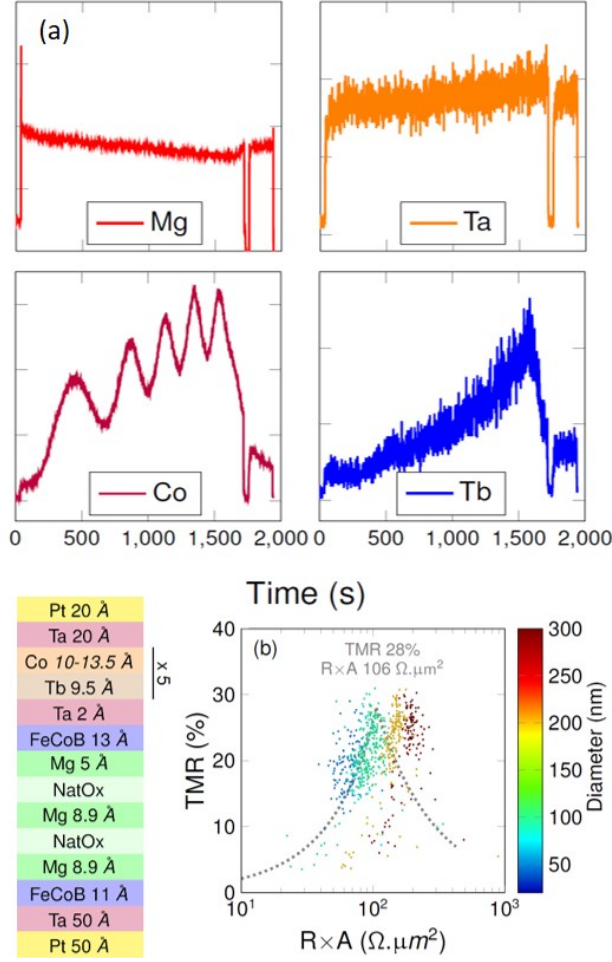 (a)
Mg
Ta
Co
Tb
0 500 1,000 1,500 2,000
0 500 1,000 1,500 2,000
Time (s)
Pt 20 Å
Ta 20 Å
Co 10-13.5 Å
Tb 9.5 Å
x 5
Ta 2 Å
FeCoB 13 Å
Mg 5 Å
NatOx
Mg 8.9 Å
NatOx
Mg 8.9 Å
FeCoB 11 Å
Ta 50 Å
Pt 50 Å
(b)
TMR 28%
R×A 106 Ω.μm²
TMR (%)
40
30
20
10
0
10¹ 10² 10³
R×A (Ω.μm²)
300
250
200
150
100
50
Diameter (nm)